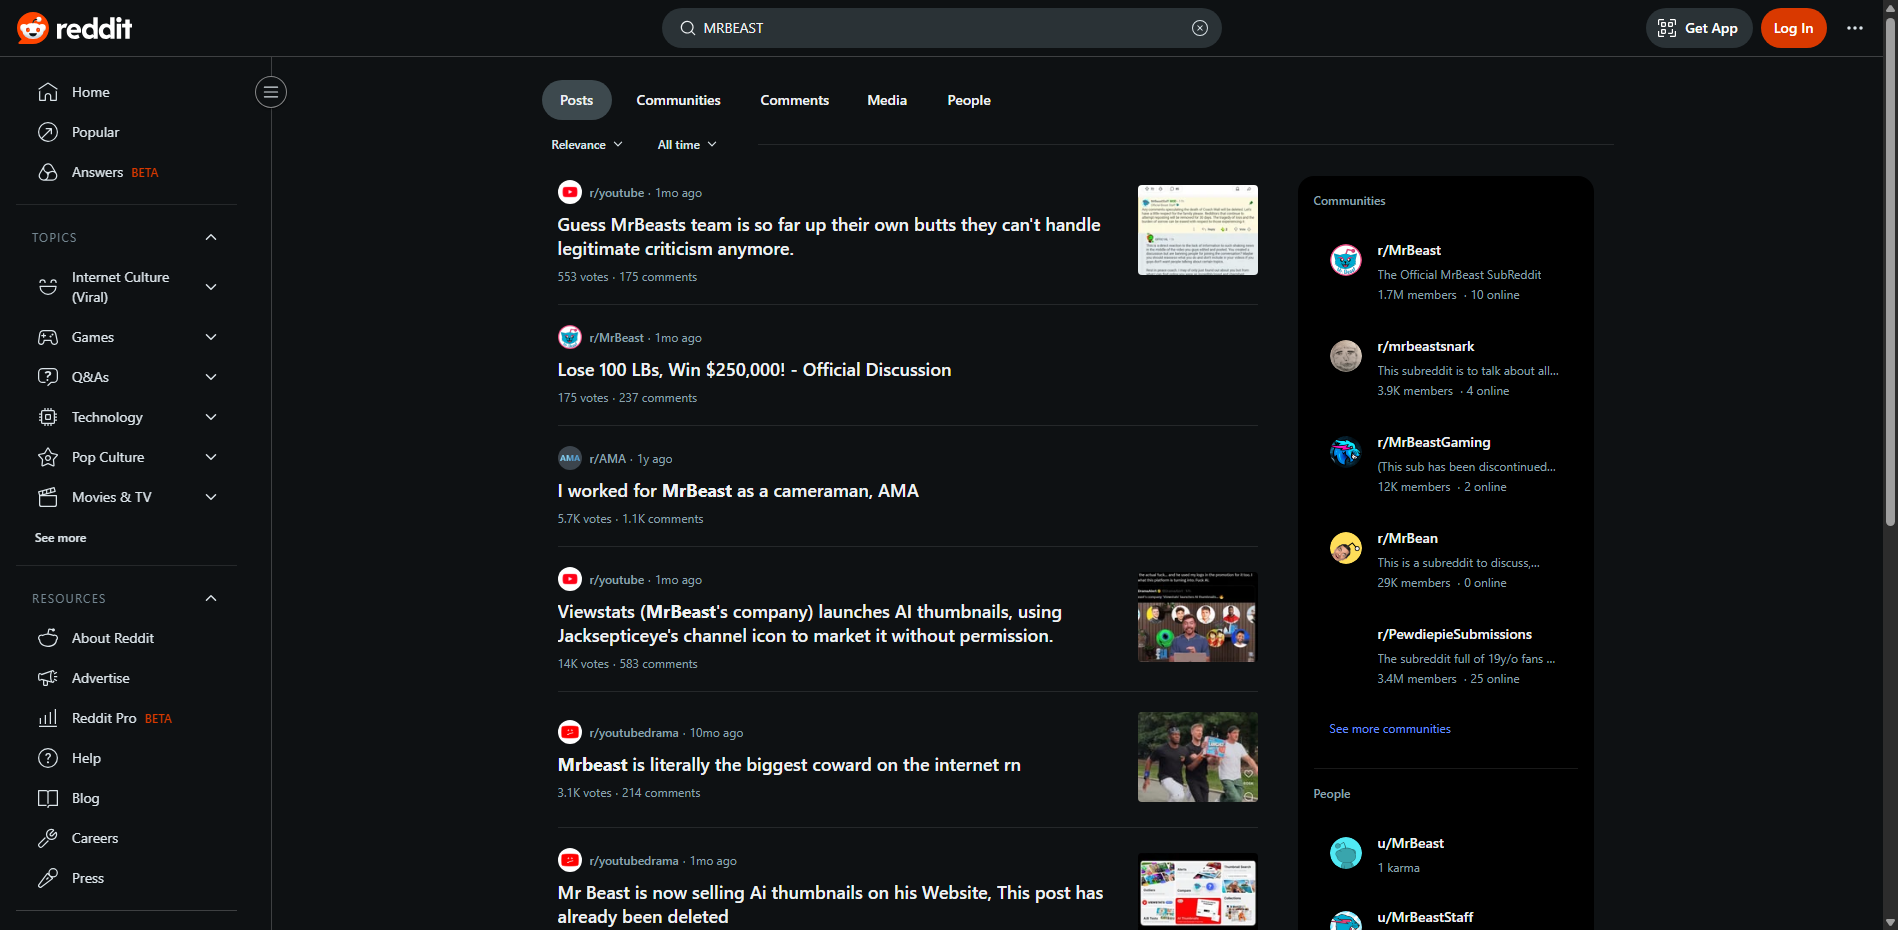 reddit
MRBEAST
Get App
Log In
Home
Popular
Answers BETA
TOPICS
Internet Culture
(Viral)
Games
Q&As
Technology
Pop Culture
Movies & TV
See more
RESOURCES
About Reddit
Advertise
Reddit Pro BETA
Help
Blog
Careers
Press
Posts Communities Comments Media People
Relevance All time
r/youtube · 1mo ago
Guess MrBeasts team is so far up their own butts they can't handle
legitimate criticism anymore.
553 votes · 175 comments
r/MrBeast · 1mo ago
Lose 100 LBs, Win $250,000! - Official Discussion
175 votes · 237 comments
AMA
r/AMA · 1y ago
I worked for MrBeast as a cameraman, AMA
5.7K votes · 1.1K comments
r/youtube · 1mo ago
Viewstats (MrBeast's company) launches AI thumbnails, using
Jacksepticeye's channel icon to market it without permission.
14K votes · 583 comments
r/youtubedrama · 10mo ago
Mrbeast is literally the biggest coward on the internet rn
3.1K votes · 214 comments
r/youtubedrama · 1mo ago
Mr Beast is now selling Ai thumbnails on his Website, This post has
already been deleted
Communities
r/MrBeast
The Official MrBeast SubReddit
1.7M members · 10 online
r/mrbeastsnark
This subreddit is to talk about all...
3.9K members · 4 online
r/MrBeastGaming
(This sub has been discontinued...
12K members · 2 online
r/MrBean
This is a subreddit to discuss,...
29K members · 0 online
r/PewdiepieSubmissions
The subreddit full of 19y/o fans ...
3.4M members · 25 online
See more communities
People
u/MrBeast
1 karma
u/MrBeastStaff